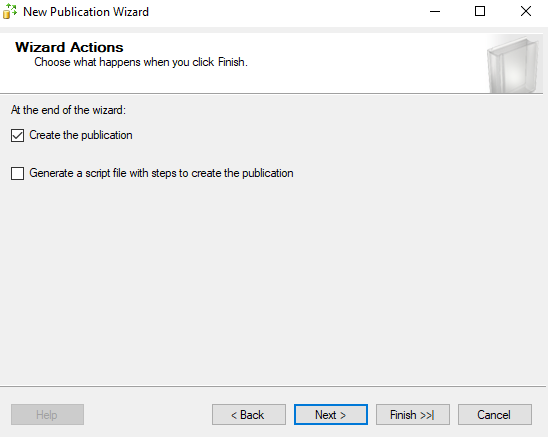 New Publication Wizard
Wizard Actions
Choose what happens when you click Finish.
At the end of the wizard:
Create the publication
Generate a script file with steps to create the publication
Help
< Back
Next >
Finish >>|
Cancel